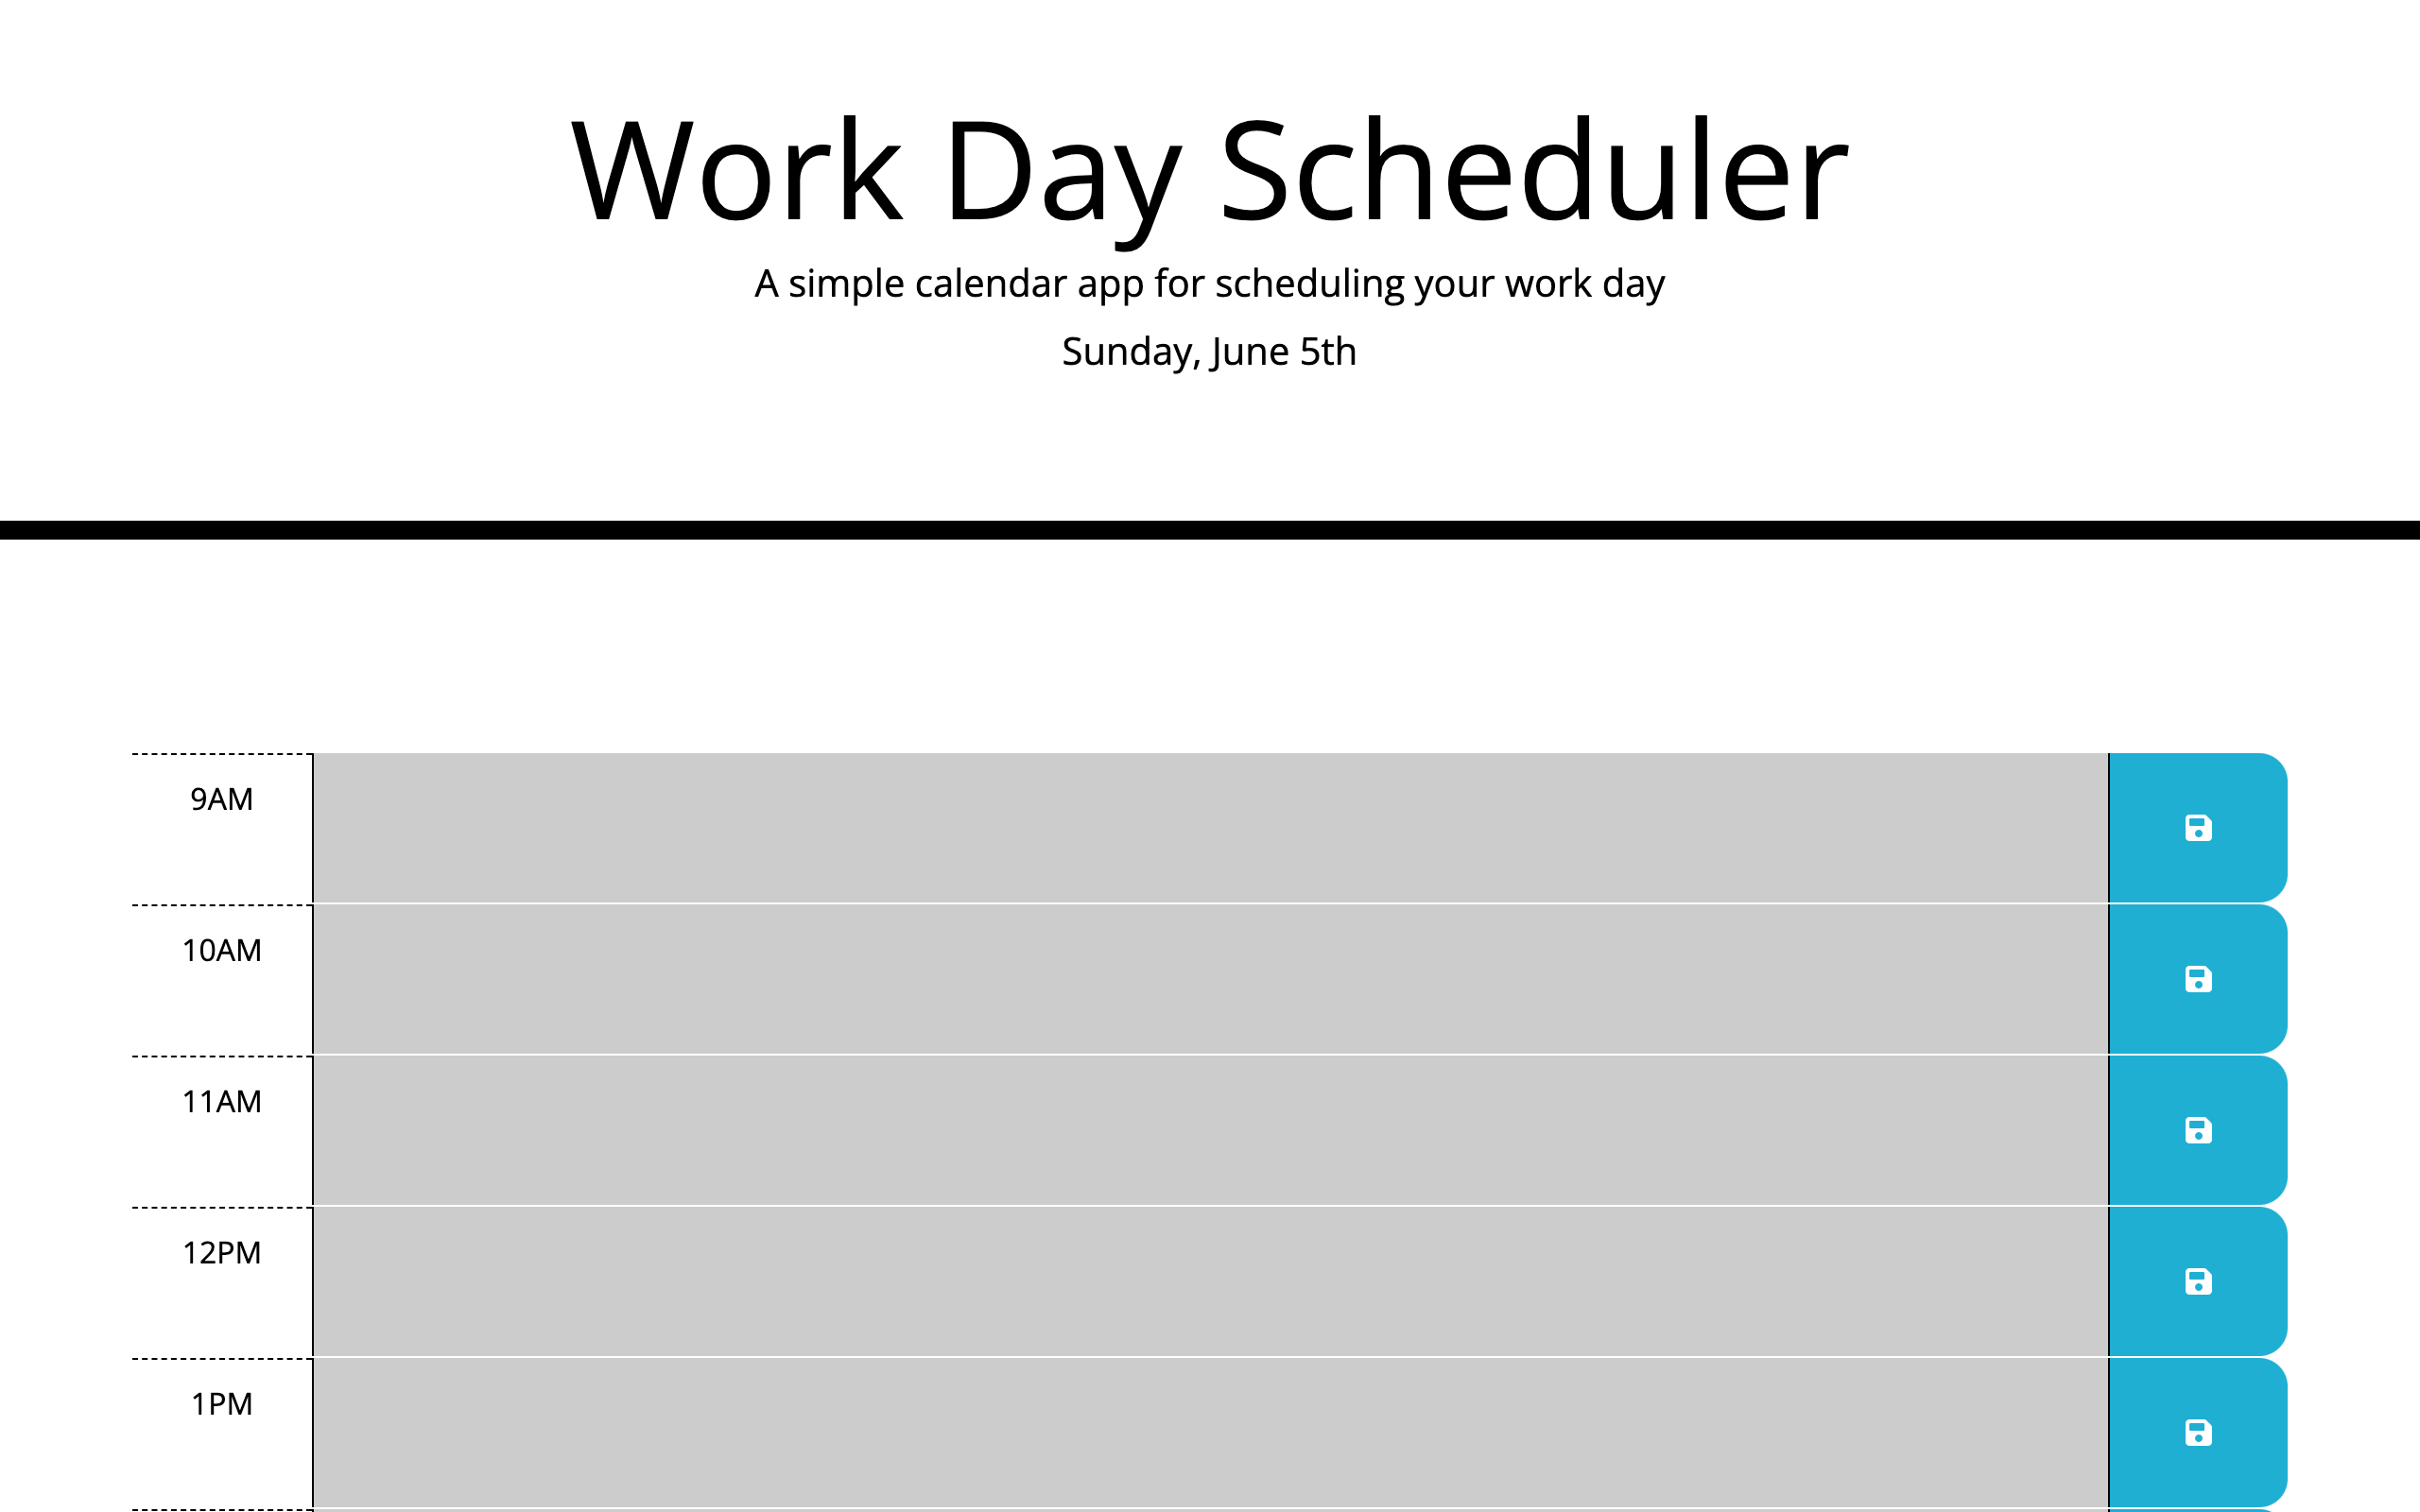 Work Day Scheduler
A simple calendar app for scheduling your work day
Sunday, June 5th
9AM
10AM
11AM
12PM
1PM